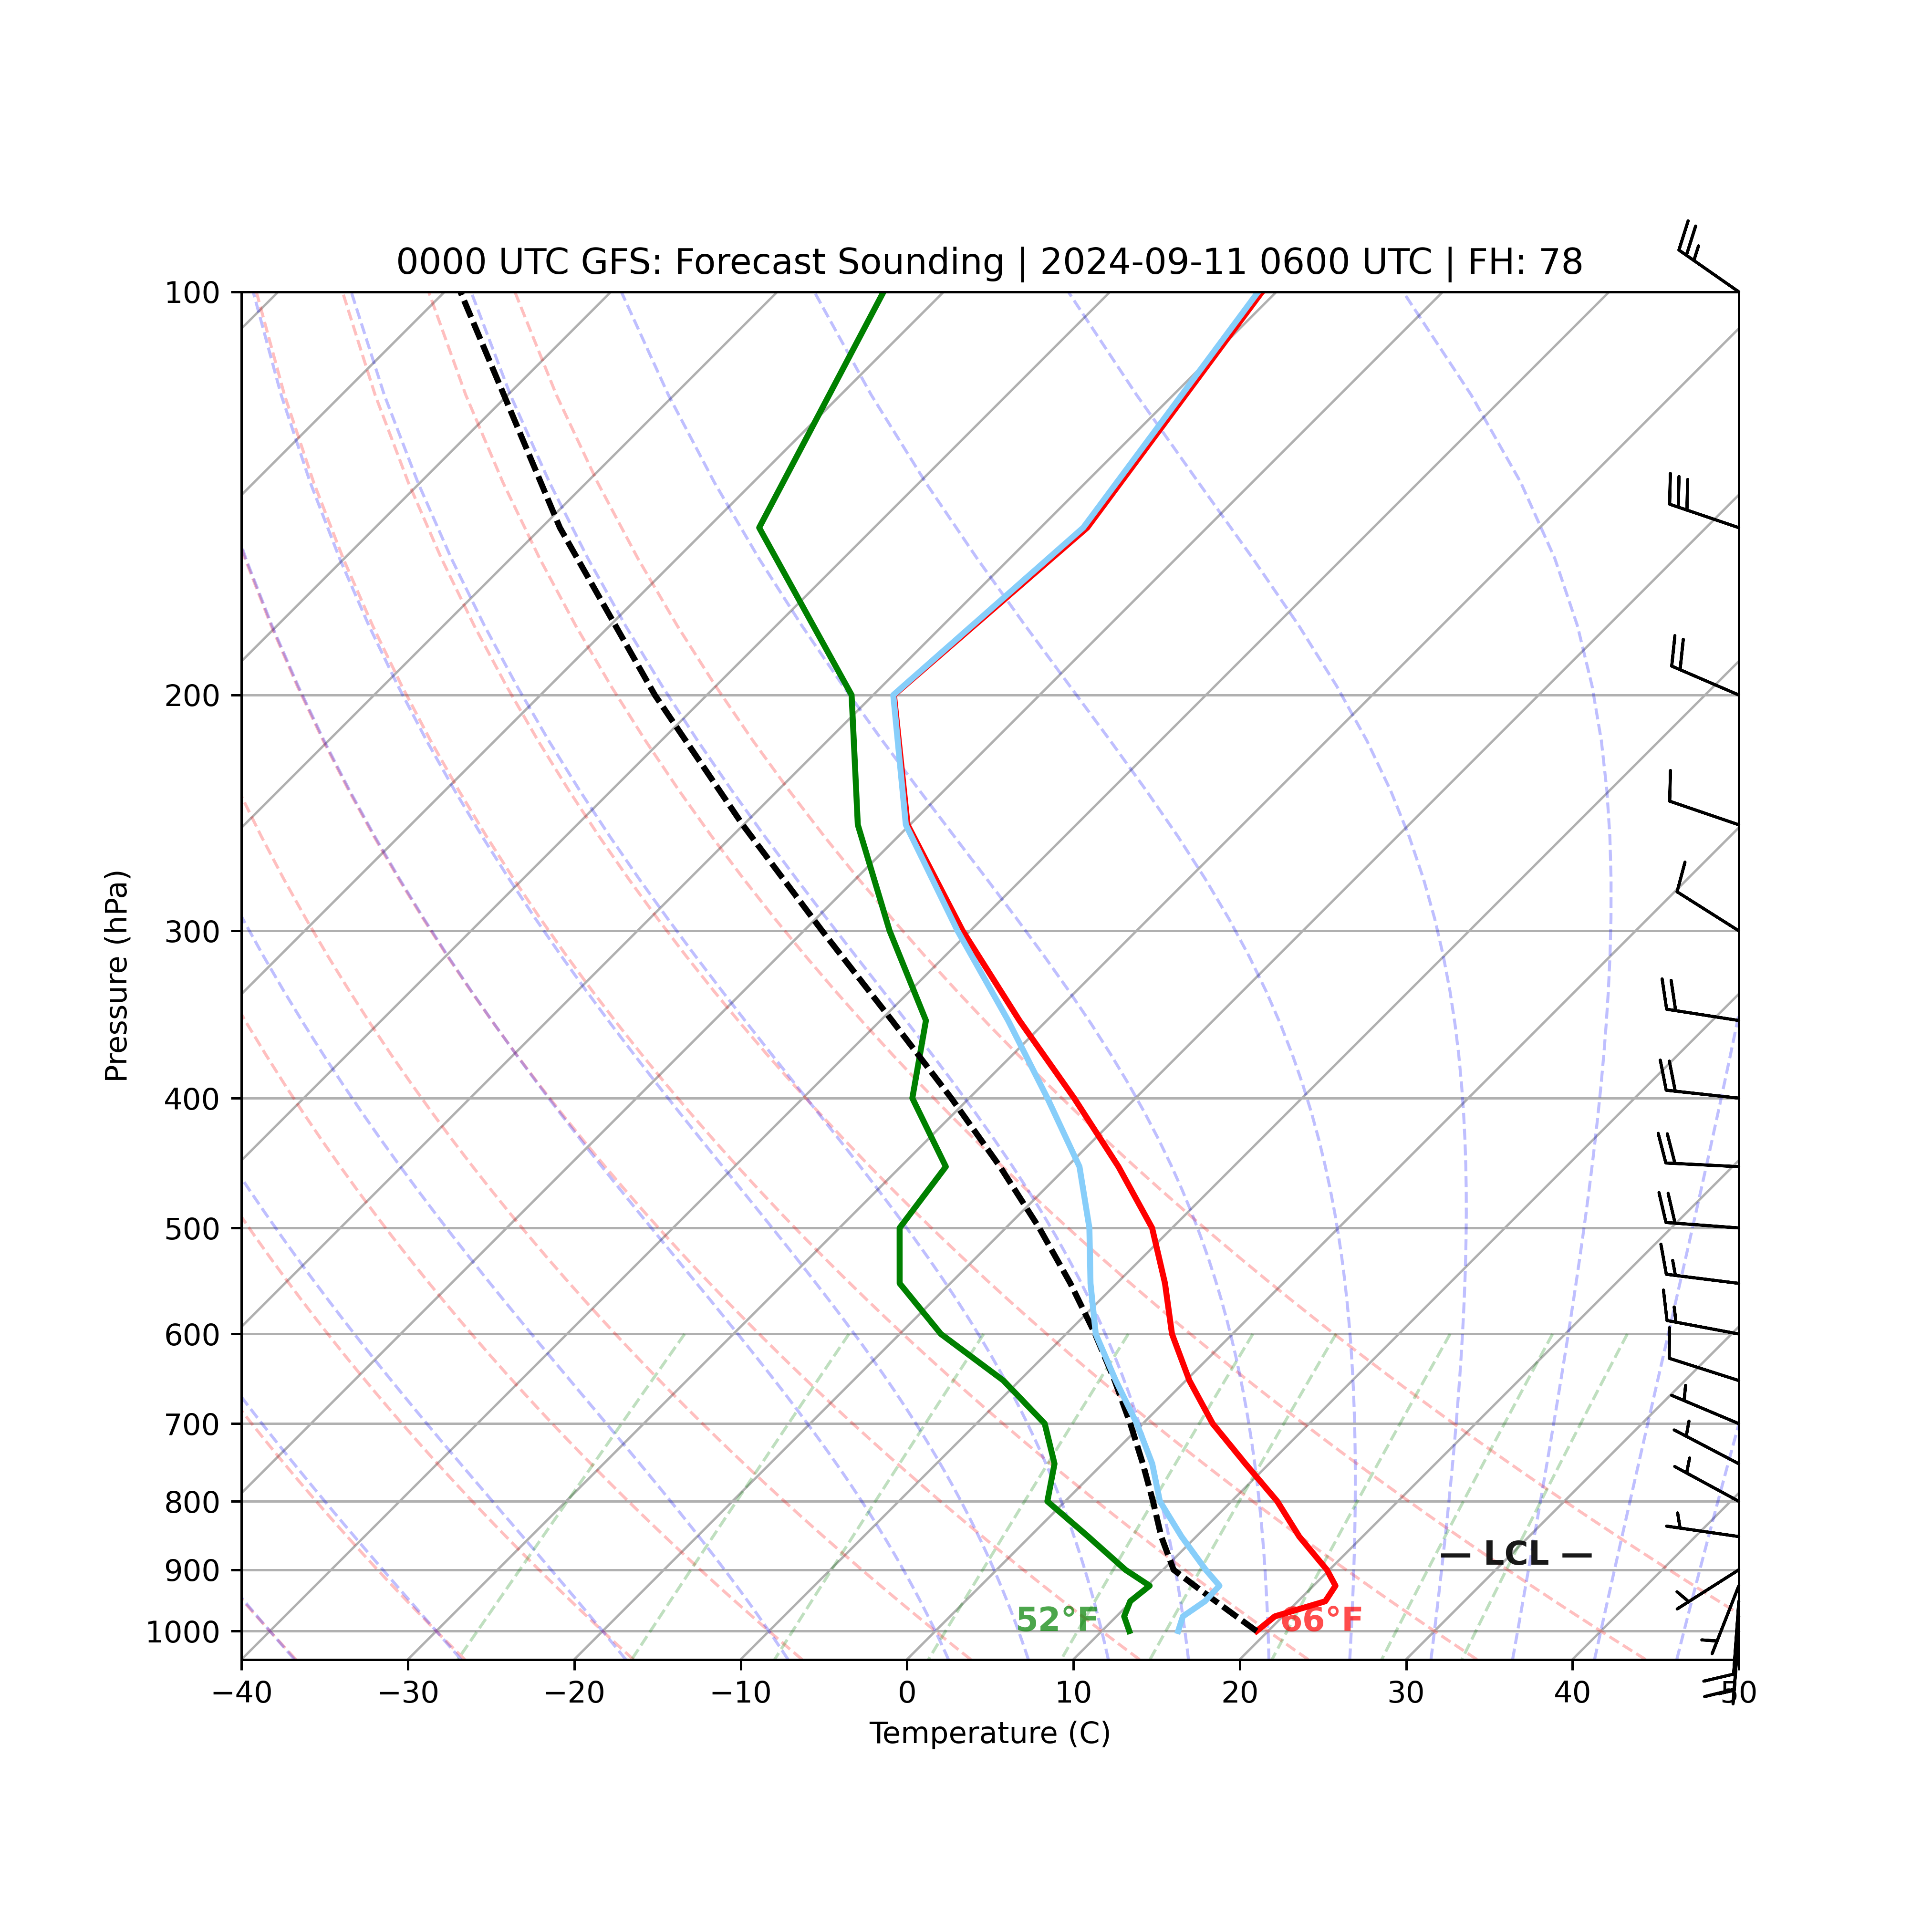 0000 UTC GFS: Forecast Sounding | 2024-09-11 0600 UTC | FH: 78
100
200
300
400
500
600
700
800
900
1000
Pressure (hPa)
— LCL —
52°F
66°F
−40 −30 −20 −10 0 10 20 30 40 50
Temperature (C)